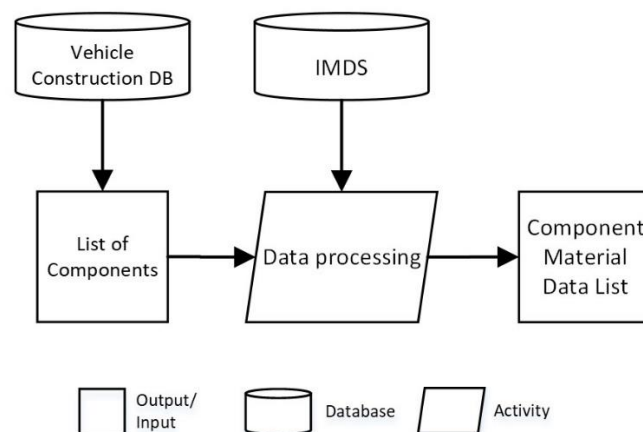 Vehicle
Construction DB
IMDS
List of
Components
Data processing
Component
Material
Data List
Output/
Input
Database
Activity